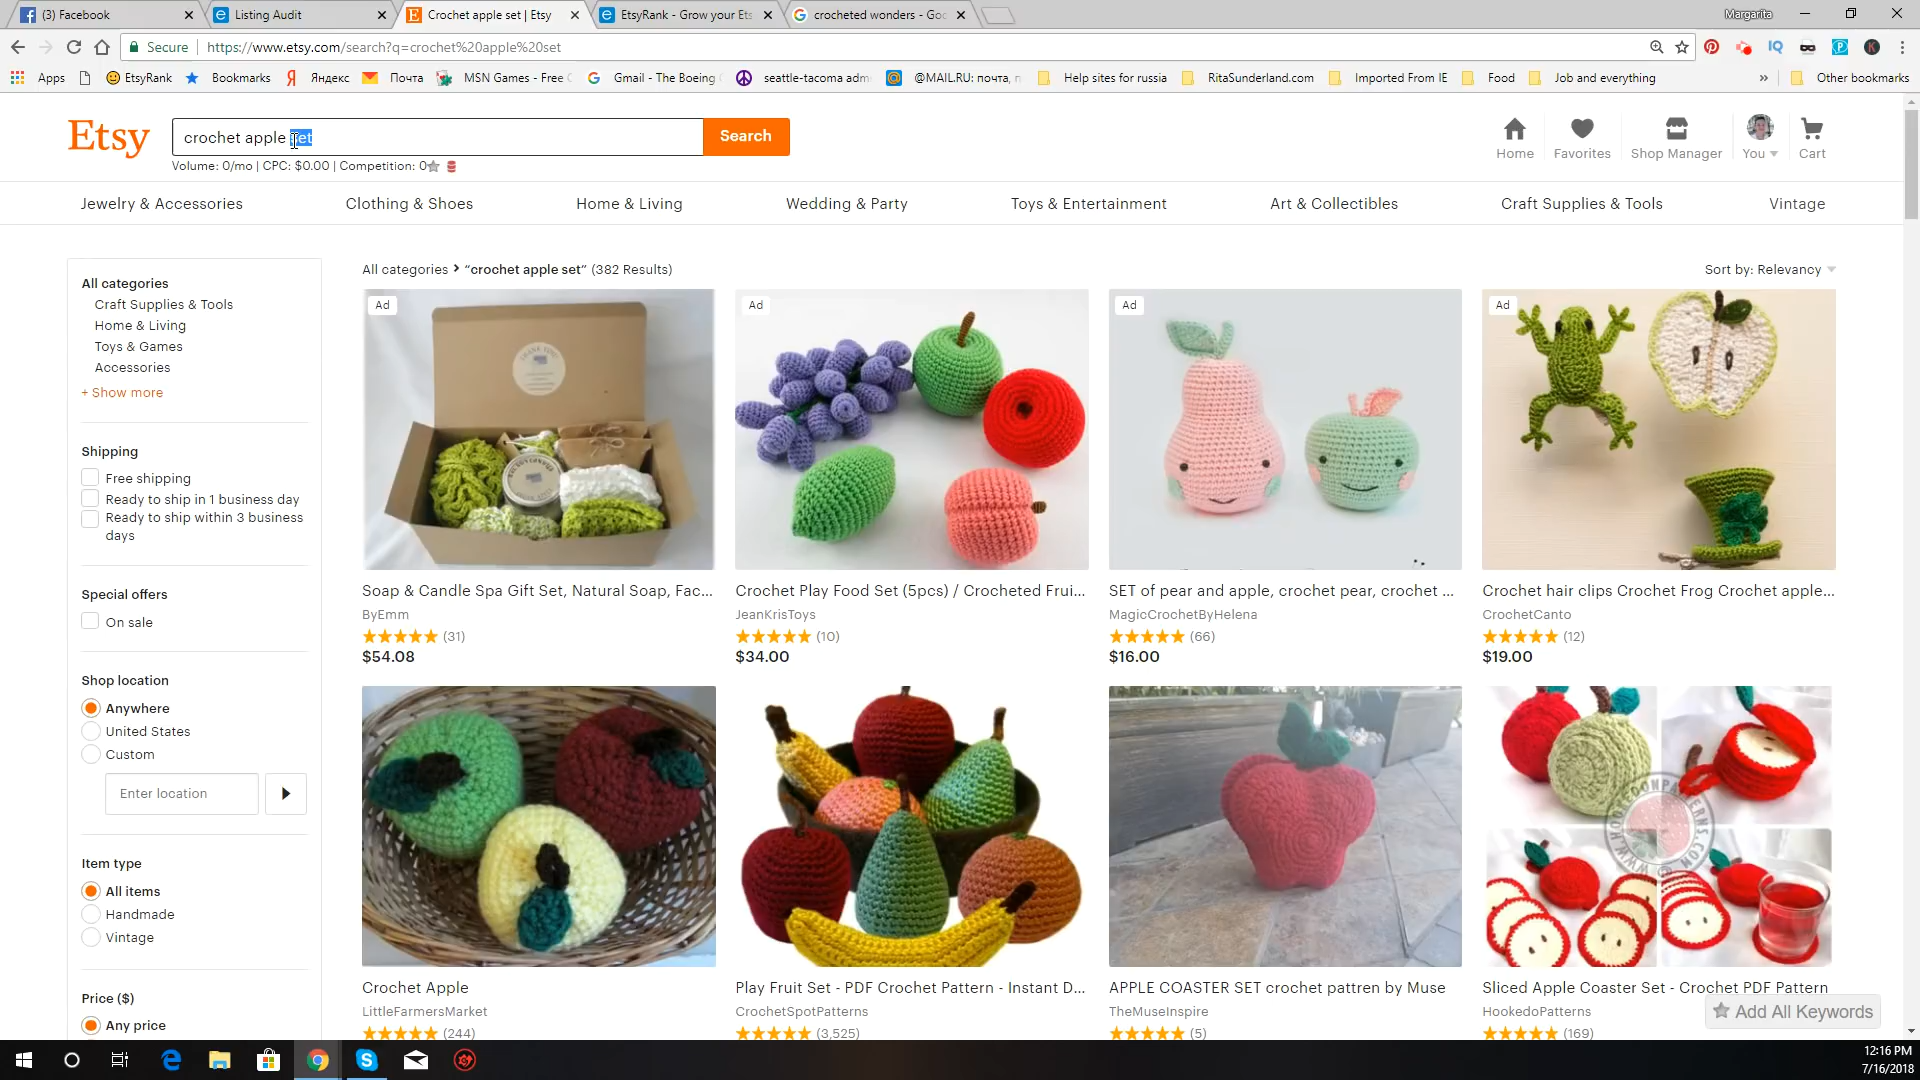 (3) Facebook
Listing Audit
Crochet apple set | Etsy
EtsyRank - Grow your Ets
crocheted wonders - Goo
Margarita
Secure
https://www.etsy.com/search?q=crochet%20apple%20set
Apps
EtsyRank
Bookmarks
Яндекс
Почта
MSN Games - Free
Gmail - The Boeing
seattle-tacoma adm
@MAIL.RU: почта,
Help sites for russia
RitaSunderland.com
Imported From IE
Food
Job and everything
Other bookmarks
Etsy
crochet apple set
Search
Volume: 0/mo | CPC: $0.00 | Competition: 0
Home
Favorites
Shop Manager
You
Cart
Jewelry & Accessories
Clothing & Shoes
Home & Living
Wedding & Party
Toys & Entertainment
Art & Collectibles
Craft Supplies & Tools
Vintage
All categories
Craft Supplies & Tools
Home & Living
Toys & Games
Accessories
+ Show more
Shipping
Free shipping
Ready to ship in 1 business day
Ready to ship within 3 business
days
Special offers
On sale
Shop location
Anywhere
United States
Custom
Enter location
Item type
All items
Handmade
Vintage
Price ($)
Any price
All categories > “crochet apple set” (382 Results)
Sort by: Relevancy
Ad
THANK YOU
Soap & Candle Spa Gift Set, Natural Soap, Fac...
ByEmm
(31)
$54.08
Ad
Crochet Play Food Set (5pcs) / Crocheted Frui...
JeanKrisToys
(10)
$34.00
Ad
SET of pear and apple, crochet pear, crochet ...
MagicCrochetByHelena
(66)
$16.00
Ad
Crochet hair clips Crochet Frog Crochet apple...
CrochetCanto
(12)
$19.00
Crochet Apple
LittleFarmersMarket
(244)
Play Fruit Set - PDF Crochet Pattern - Instant D...
CrochetSpotPatterns
(3,525)
APPLE COASTER SET crochet pattren by Muse
TheMuseInspire
(5)
Sliced Apple Coaster Set - Crochet PDF Pattern
HookedoPatterns
(169)
Add All Keywords
12:16 PM
7/16/2018